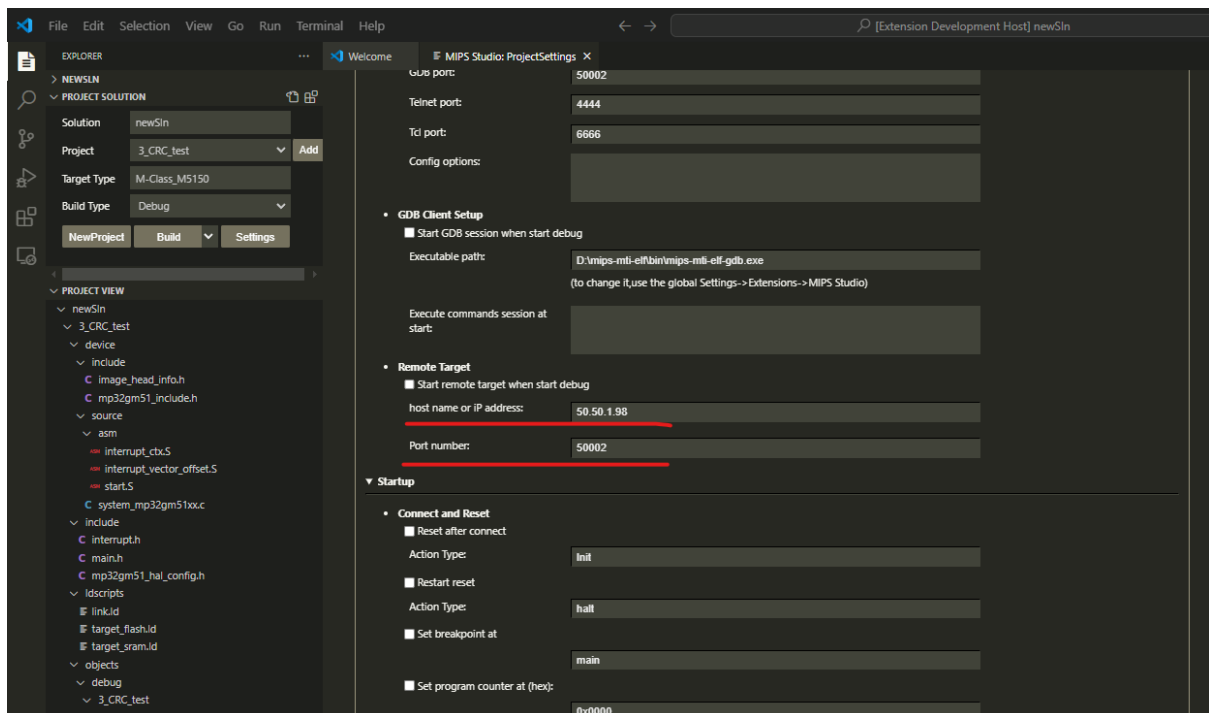 File Edit Selection View Go Run Terminal Help
[Extension Development Host] newSln
EXPLORER
NEWSLN
PROJECT SOLUTION
Solution newSln
Project 3_CRC_test Add
Target Type M-Class_M5150
Build Type Debug
NewProject Build Settings
PROJECT VIEW
newSln
3_CRC_test
device
include
C image_head_info.h
C mp32gm51_include.h
source
asm
interrupt_ctx.S
interrupt_vector_offset.S
start.S
C system_mp32gm51xx.c
include
C interrupt.h
C main.h
C mp32gm51_hal_config.h
ldscripts
link.ld
target_flash.ld
target_sram.ld
objects
debug
3_CRC_test
Welcome MIPS Studio: ProjectSettings
GDB port: 50002
Telnet port: 4444
Tcl port: 6666
Config options:
• GDB Client Setup
Start GDB session when start debug
Executable path: D:\mips-mti-elf\bin\mips-mti-elf-gdb.exe
(to change it,use the global Settings->Extensions->MIPS Studio)
Execute commands session at
start:
• Remote Target
Start remote target when start debug
host name or iP address: 50.50.1.98
Port number: 50002
Startup
• Connect and Reset
Reset after connect
Action Type: Init
Restart reset
Action Type: halt
Set breakpoint at
main
Set program counter at (hex):
0x0000